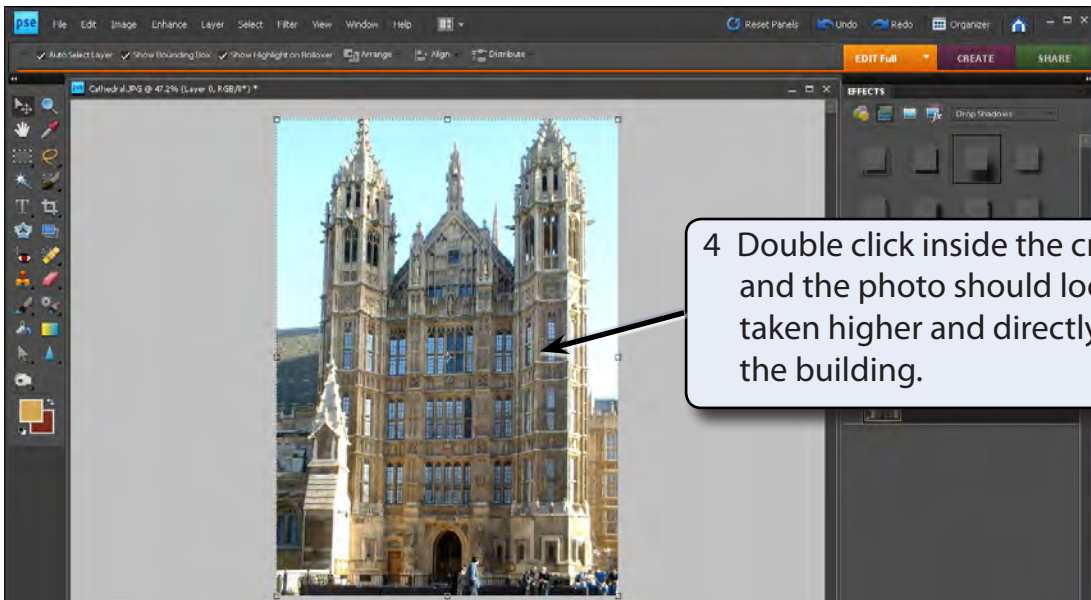 pse File Edit Image Enhance Layer Select Filter View Window Help Reset Panels Undo Redo Organizer
Auto Select Layer Show Bounding Box Show Highlight on Rollover Arrange Align Distribute EDIT Full CREATE SHARE
Cathedral.JPG @ 47.2% (Layer 0, RGB/8*) * EFFECTS
Drop Shadows
4 Double click inside the
and the photo should
taken higher and directly
the building.